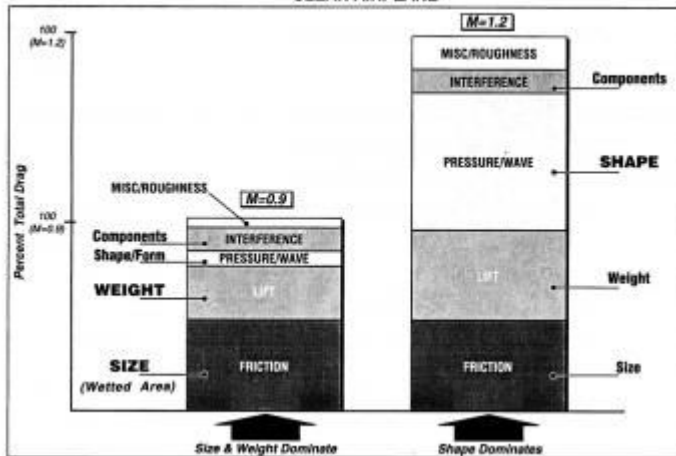 100
(M=1.2)
M=1.2
MISC/ROUGHNESS
INTERFERENCE
Components
PRESSURE/WAVE
SHAPE
LIFT
Weight
FRICTION
Size
Percent Total Drag
100
(M=0.9)
MISC/ROUGHNESS
M=0.9
Components
INTERFERENCE
Shape/Form
PRESSURE/WAVE
WEIGHT
LIFT
SIZE
(Wetted Area)
FRICTION
Size & Weight Dominate
Shape Dominates